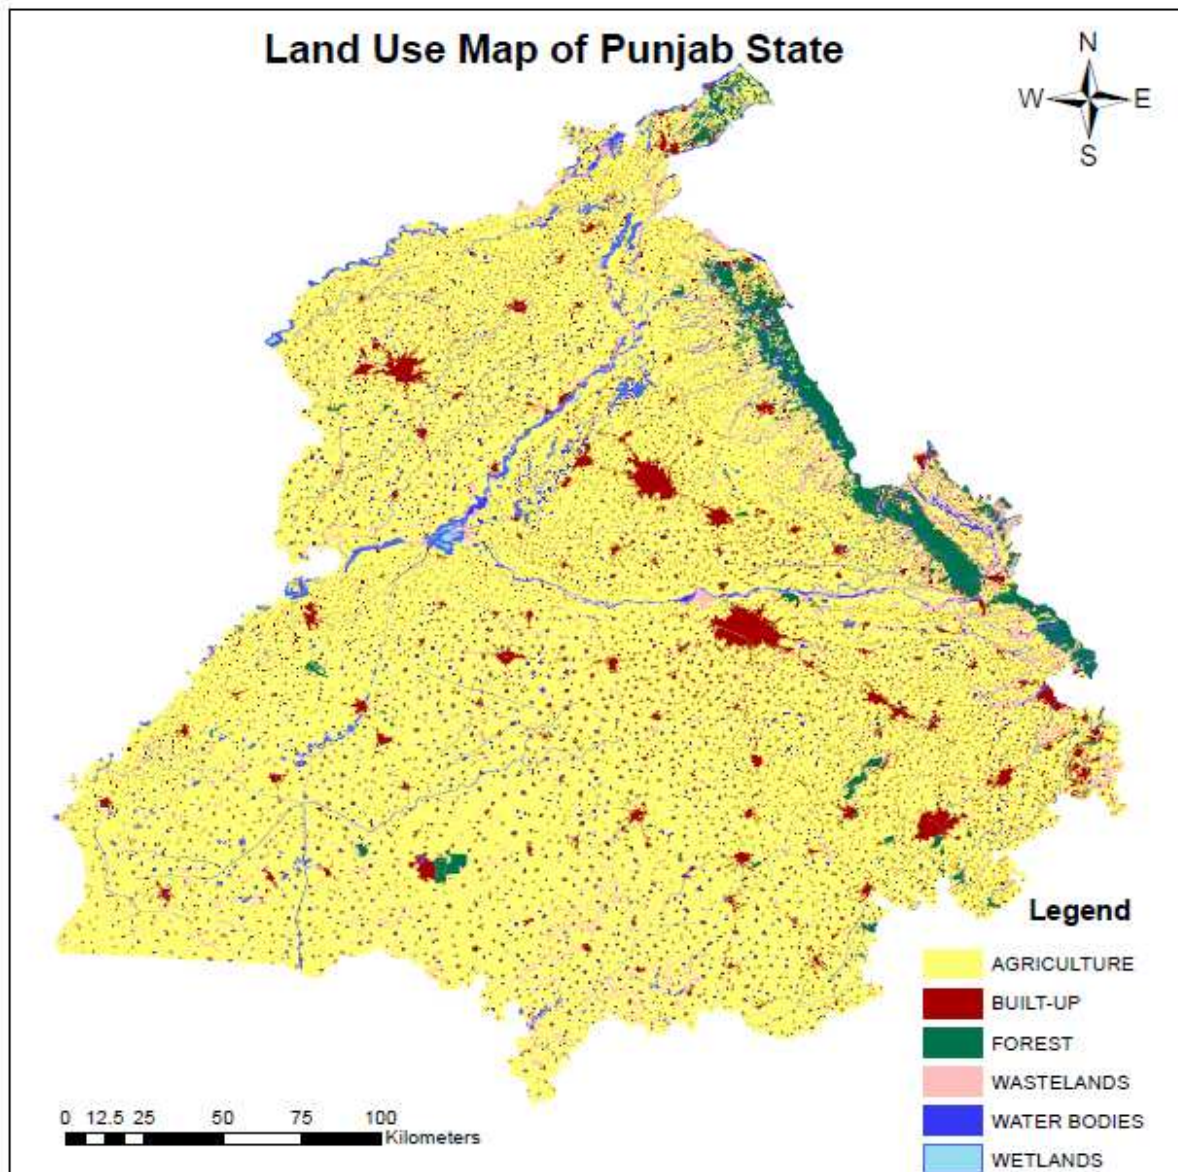 Land Use Map of Punjab State
N
W E
S
Legend
AGRICULTURE
BUILT-UP
FOREST
WASTELANDS
WATER BODIES
WETLANDS
0 12.5 25 50 75 100
Kilometers